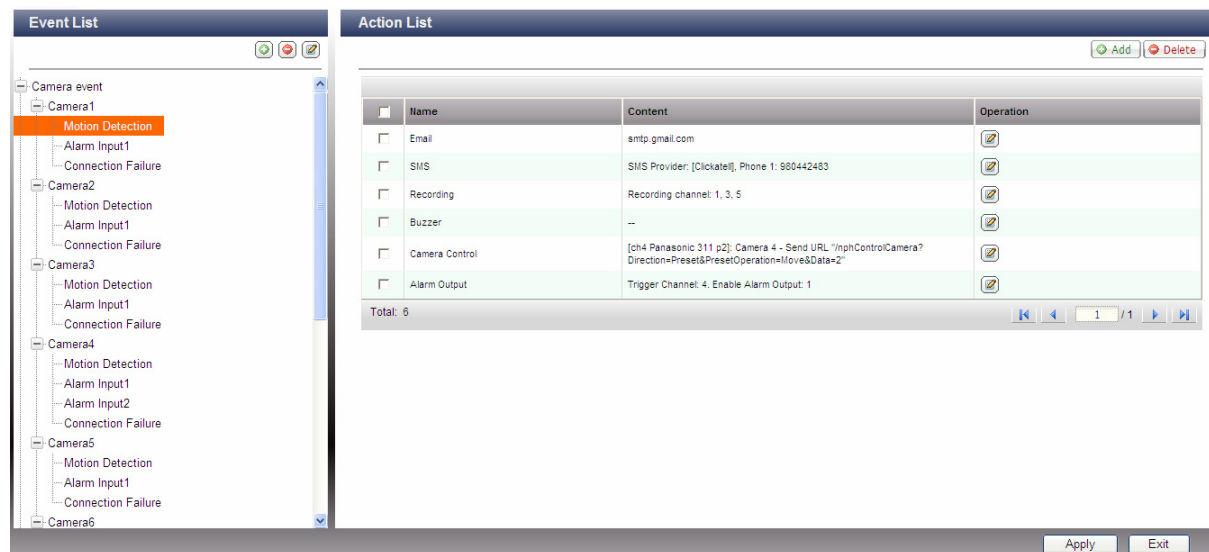 Event List
Camera event
Camera1
Motion Detection
Alarm Input1
Connection Failure
Camera2
Motion Detection
Alarm Input1
Connection Failure
Camera3
Motion Detection
Alarm Input1
Connection Failure
Camera4
Motion Detection
Alarm Input1
Alarm Input2
Connection Failure
Camera5
Motion Detection
Alarm Input1
Connection Failure
Camera6
Action List
Add Delete
Name Content Operation
Email smtp.gmail.com
SMS SMS Provider: [Clickatell], Phone 1: 980442483
Recording Recording channel: 1, 3, 5
Buzzer --
Camera Control [ch4 Panasonic 311 p2]: Camera 4 - Send URL "/nphControlCamera?
Direction=Preset&PresetOperation=Move&Data=2"
Alarm Output Trigger Channel: 4. Enable Alarm Output: 1
Total: 6 1 / 1
Apply Exit